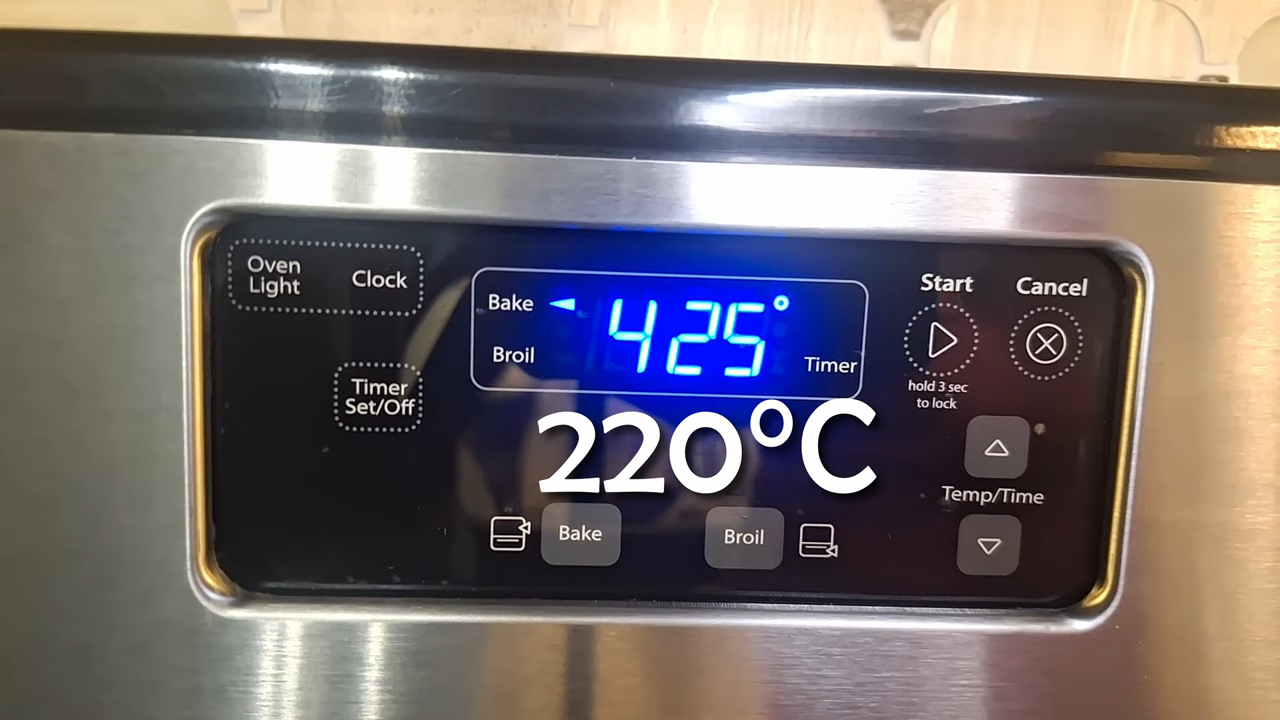 Oven
Light
Clock
Timer
Set/Off
Bake
425°
Broil
Timer
Start
Cancel
hold 3 sec
to lock
220°C
Temp/Time
Bake
Broil